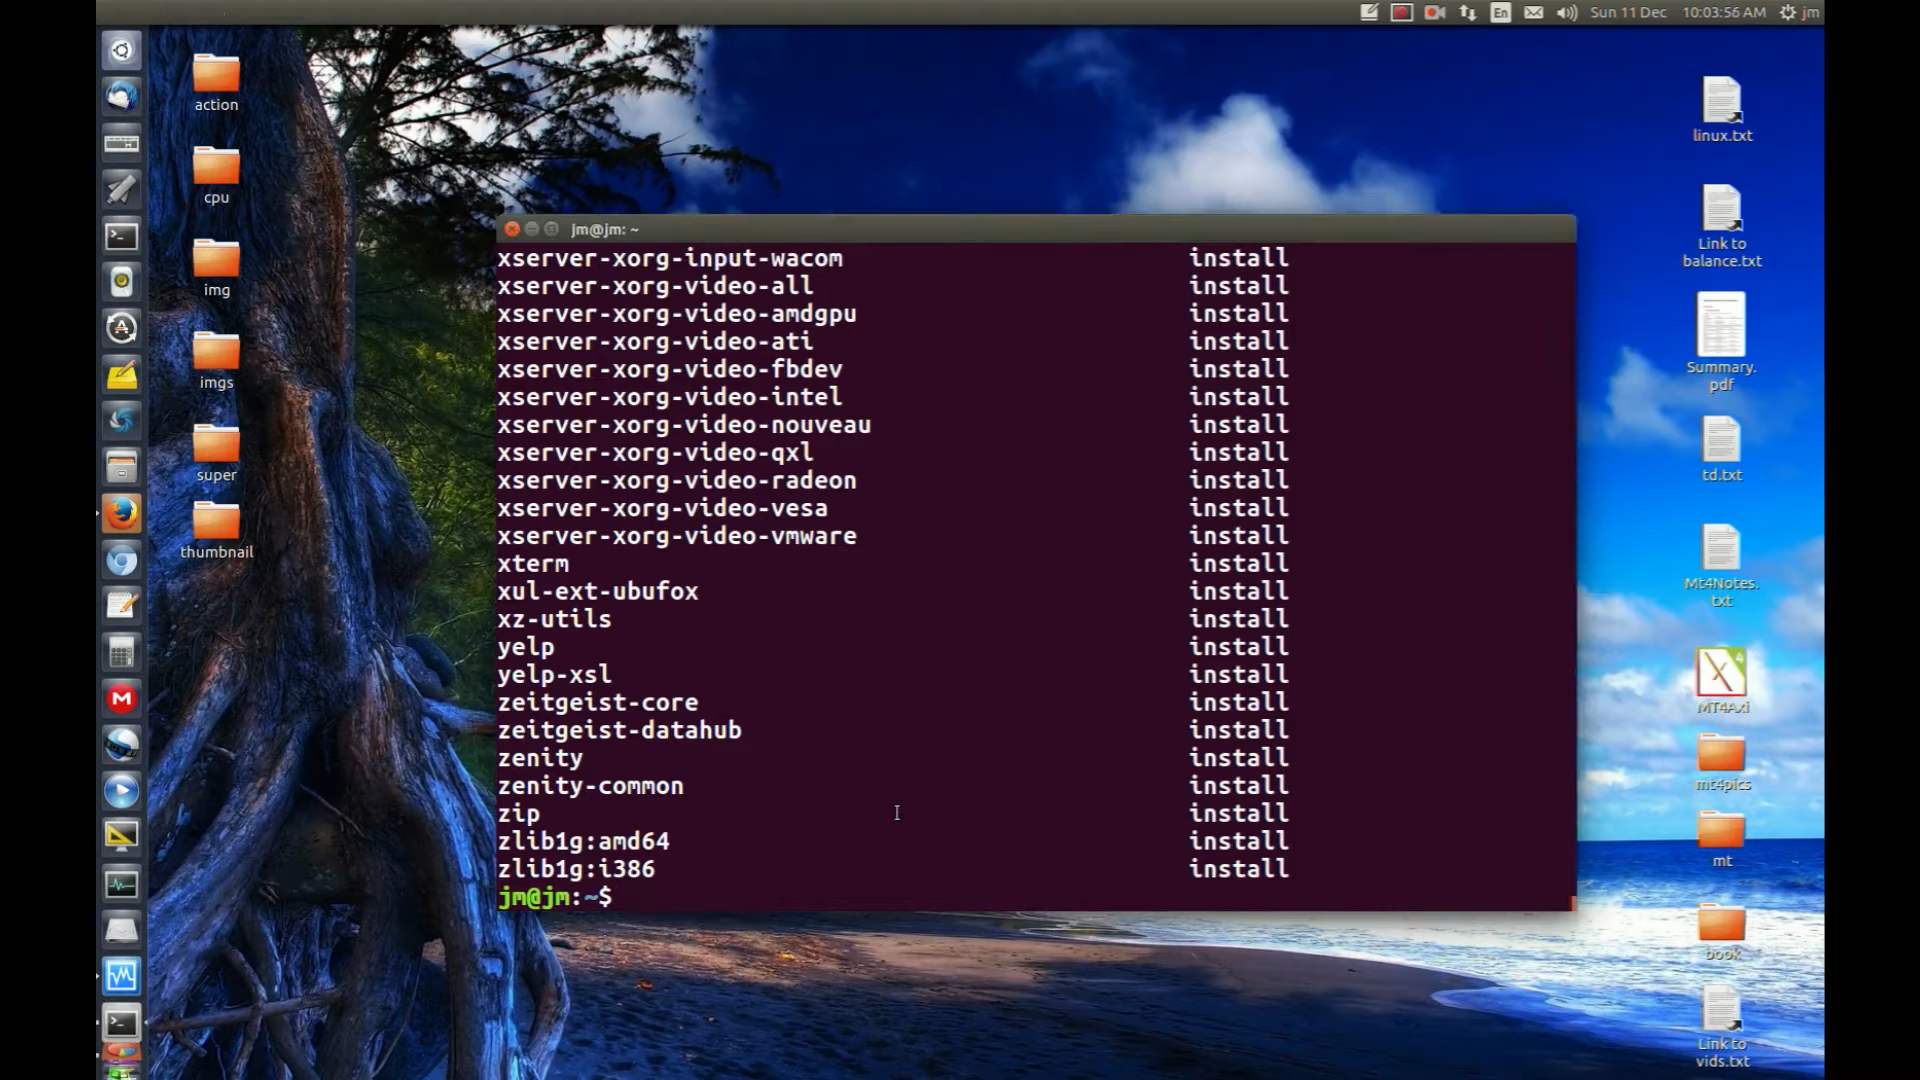 En
Sun 11 Dec
10:03:56 AM
jm
action
cpu
img
imgs
super
thumbnail
jm@jm: ~
xserver-xorg-input-wacom install
xserver-xorg-video-all install
xserver-xorg-video-amdgpu install
xserver-xorg-video-ati install
xserver-xorg-video-fbdev install
xserver-xorg-video-intel install
xserver-xorg-video-nouveau install
xserver-xorg-video-qxl install
xserver-xorg-video-radeon install
xserver-xorg-video-vesa install
xserver-xorg-video-vmware install
xterm install
xul-ext-ubufox install
xz-utils install
yelp install
yelp-xsl install
zeitgeist-core install
zeitgeist-datahub install
zenity install
zenity-common install
zip install
zlib1g:amd64 install
zlib1g:i386 install
jm@jm:~$
linux.txt
Link to
balance.txt
Summary.
pdf
td.txt
Mt4Notes.
txt
MT4Axi
mt4pics
mt
book
Link to
vids.txt